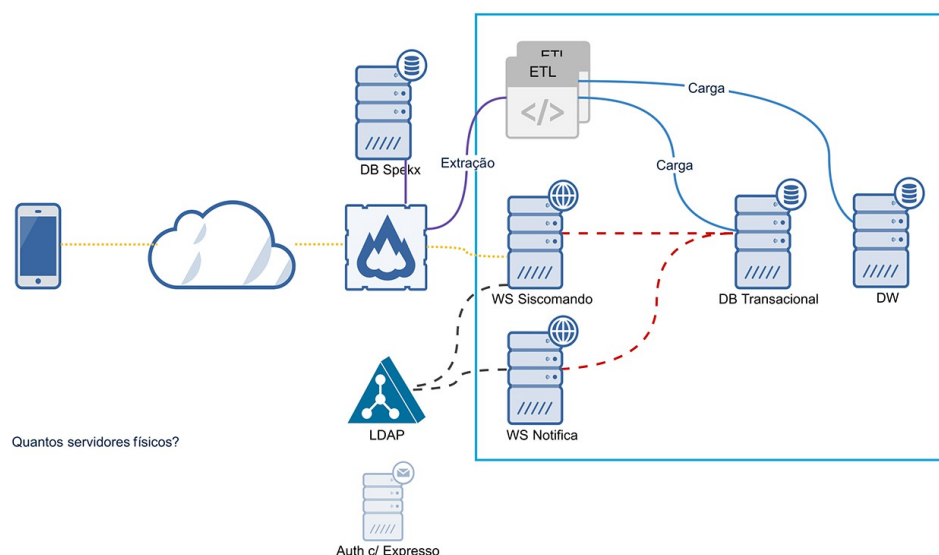 ETL
ETL
Carga
DB Spekx
Extração
Carga
WS Siscomando
DB Transacional
DW
LDAP
WS Notifica
Quantos servidores físicos?
Auth c/ Expresso